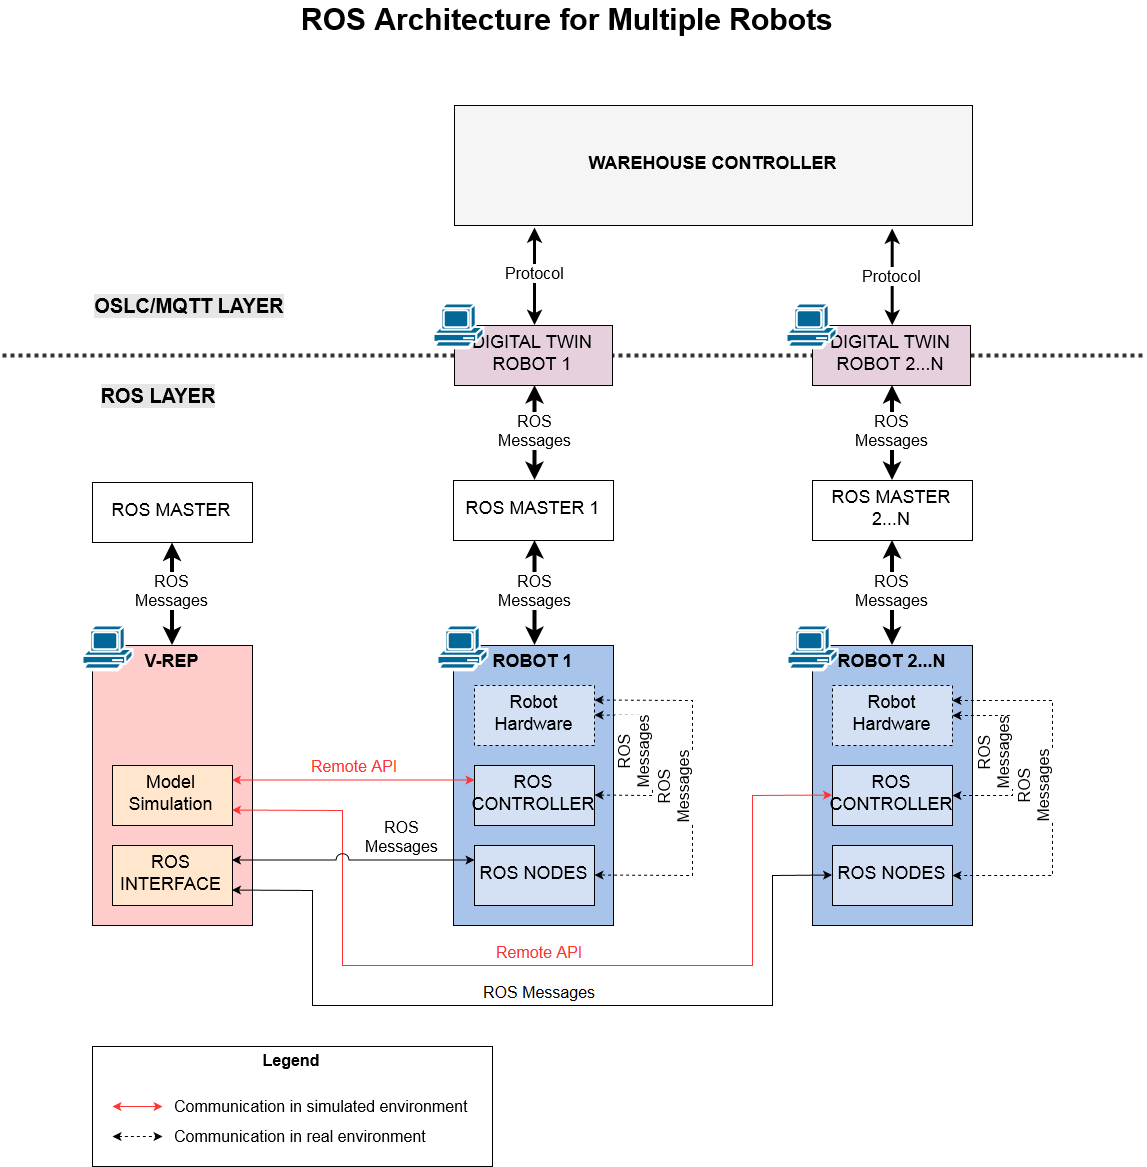 ROS Architecture for Multiple Robots
WAREHOUSE CONTROLLER
Protocol
Protocol
OSLC/MQTT LAYER
DIGITAL TWIN
ROBOT 1
DIGITAL TWIN
ROBOT 2...N
ROS LAYER
ROS
Messages
ROS
Messages
ROS MASTER
ROS MASTER 1
ROS MASTER
2...N
ROS
Messages
ROS
Messages
ROS
Messages
V-REP
Model
Simulation
ROS
INTERFACE
Remote API
ROS
Messages
ROBOT 1
Robot
Hardware
ROS
CONTROLLER
ROS NODES
ROS
Messages
ROS
Messages
ROBOT 2...N
Robot
Hardware
ROS
CONTROLLER
ROS NODES
ROS
Messages
ROS
Messages
Remote API
ROS Messages
Legend
Communication in simulated environment
Communication in real environment